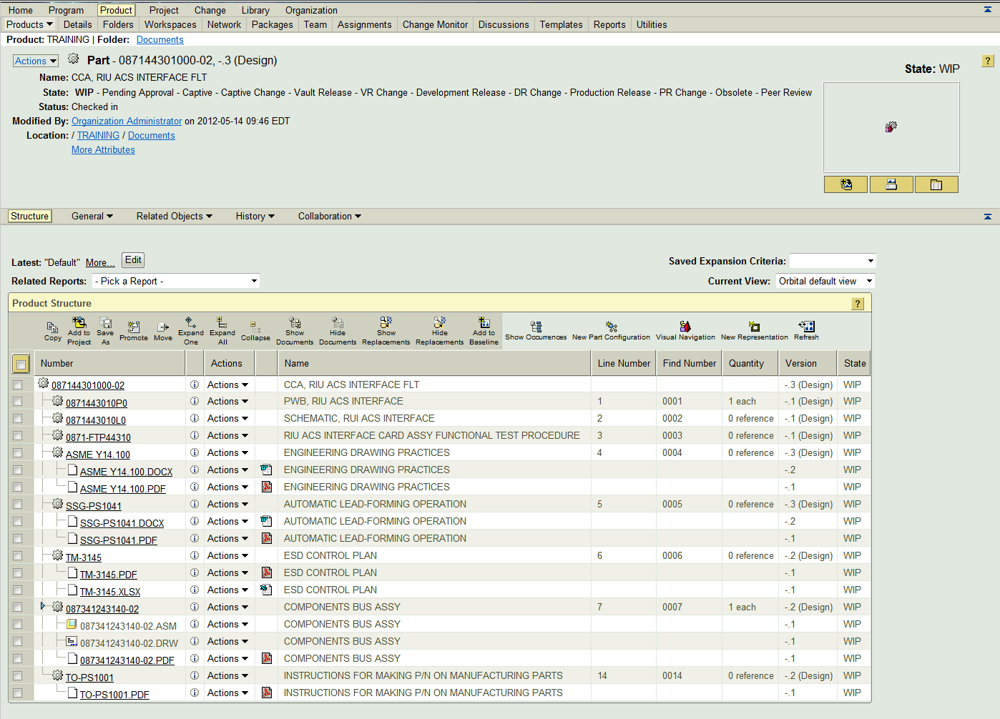 Home Program Product Project Change Library Organization
Products Details Folders Workspaces Network Packages Team Assignments Change Monitor Discussions Templates Reports Utilities
Product: TRAINING | Folder: Documents
Actions Part - 087144301000-02, -.3 (Design)
State: WIP
?
Name: CCA, RIU ACS INTERFACE FLT
State: WIP - Pending Approval - Captive - Captive Change - Vault Release - VR Change - Development Release - DR Change - Production Release - PR Change - Obsolete - Peer Review
Status: Checked in
Modified By: Organization Administrator on 2012-05-14 09:46 EDT
Location: / TRAINING / Documents
More Attributes
Structure General Related Objects History Collaboration
Latest: "Default" More... Edit
Saved Expansion Criteria:
Related Reports: - Pick a Report -
Current View: Orbital default view
Product Structure ?
Copy Add to Project Save As Promote Move Expand One Expand All Collapse Show Documents Hide Documents Show Replacements Hide Replacements Add to Baseline Show Occurrences New Part Configuration Visual Navigation New Representation Refresh
Number Actions Name Line Number Find Number Quantity Version State
087144301000-02 Actions CCA, RIU ACS INTERFACE FLT -.3 (Design) WIP
0871443010P0 Actions PWB, RIU ACS INTERFACE 1 0001 1 each -.1 (Design) WIP
0871443010L0 Actions SCHEMATIC, RUI ACS INTERFACE 2 0002 0 reference -.1 (Design) WIP
0871-FTP44310 Actions RIU ACS INTERFACE CARD ASSY FUNCTIONAL TEST PROCEDURE 3 0003 0 reference -.1 (Design) WIP
ASME Y14.100 Actions ENGINEERING DRAWING PRACTICES 4 0004 0 reference -.3 (Design) WIP
ASME Y14.100.DOCX Actions ENGINEERING DRAWING PRACTICES -.2 WIP
ASME Y14.100.PDF Actions ENGINEERING DRAWING PRACTICES -.1 WIP
SSG-PS1041 Actions AUTOMATIC LEAD-FORMING OPERATION 5 0005 0 reference -.3 (Design) WIP
SSG-PS1041.DOCX Actions AUTOMATIC LEAD-FORMING OPERATION -.2 WIP
SSG-PS1041.PDF Actions AUTOMATIC LEAD-FORMING OPERATION -.1 WIP
TM-3145 Actions ESD CONTROL PLAN 6 0006 0 reference -.2 (Design) WIP
TM-3145.PDF Actions ESD CONTROL PLAN -.1 WIP
TM-3145.XLSX Actions ESD CONTROL PLAN -.1 WIP
087341243140-02 Actions COMPONENTS BUS ASSY 7 0007 1 each -.2 (Design) WIP
087341243140-02.ASM Actions COMPONENTS BUS ASSY -.1 WIP
087341243140-02.DRW Actions COMPONENTS BUS ASSY -.1 WIP
087341243140-02.PDF Actions COMPONENTS BUS ASSY -.1 WIP
TO-PS1001 Actions INSTRUCTIONS FOR MAKING P/N ON MANUFACTURING PARTS 14 0014 0 reference -.2 (Design) WIP
TO-PS1001.PDF Actions INSTRUCTIONS FOR MAKING P/N ON MANUFACTURING PARTS -.1 WIP